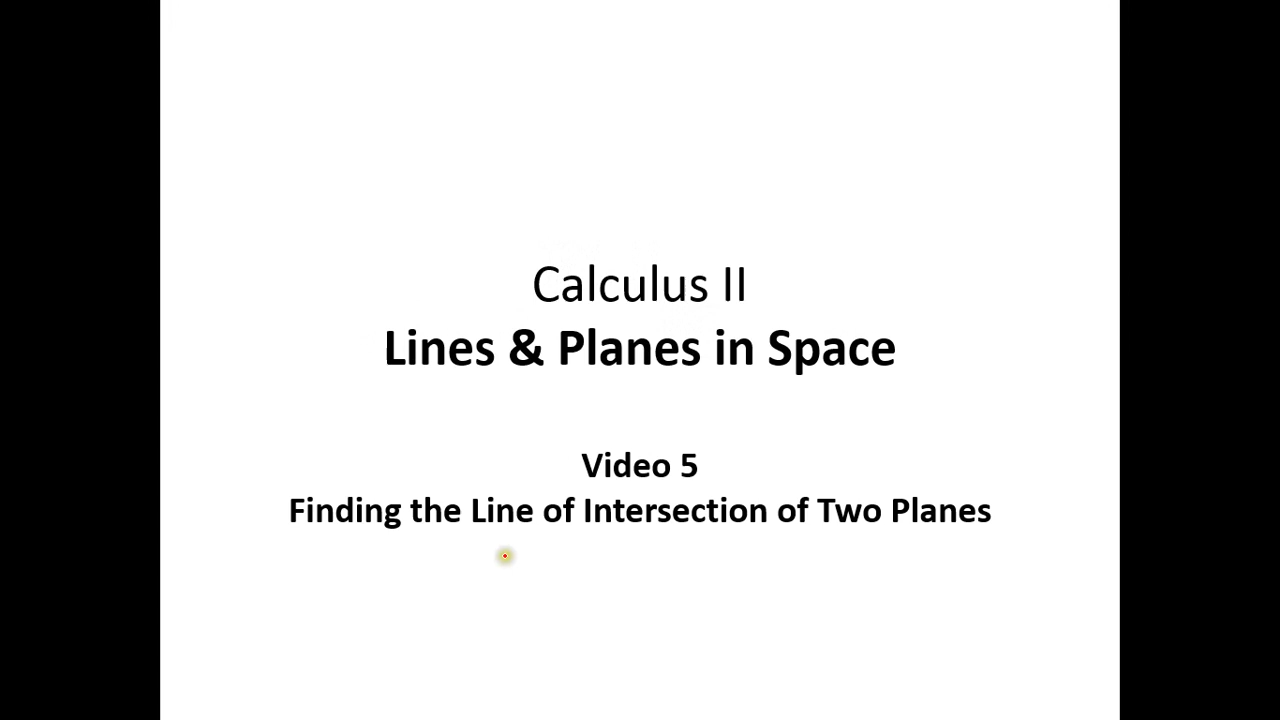 Calculus II
Lines & Planes in Space
Video 5
Finding the Line of Intersection of Two Planes